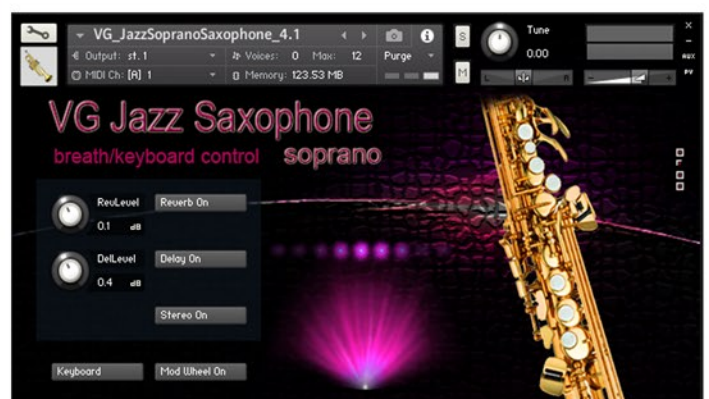 VG_JazzSopranoSaxophone_4.1
Output: st. 1
Voices: 0 Max: 12 Purge
MIDI Ch: [A] 1
Memory: 123.53 MB
S
M
Tune
0.00
L R
- +
×
-
AUX
PV
VG Jazz Saxophone
breath/keyboard control soprano
RevLevel
0.1 dB
Reverb On
DelLevel
0.4 dB
Delay On
Stereo On
Keyboard
Mod Wheel On